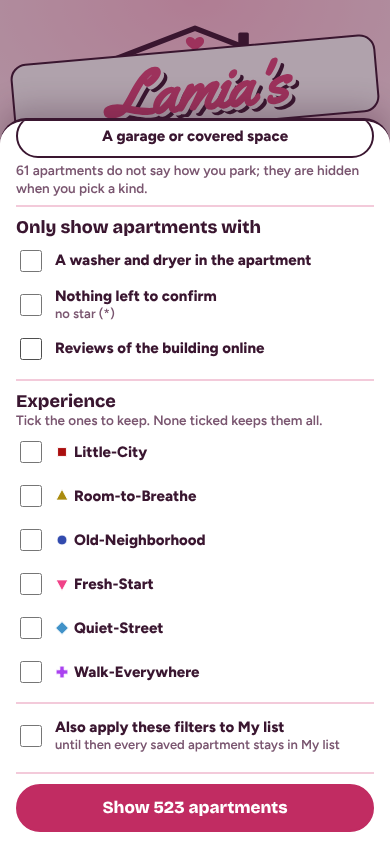 Lamia's
A garage or covered space
61 apartments do not say how you park; they are hidden
when you pick a kind.
Only show apartments with
A washer and dryer in the apartment
Nothing left to confirm
no star (*)
Reviews of the building online
Experience
Tick the ones to keep. None ticked keeps them all.
Little-City
Room-to-Breathe
Old-Neighborhood
Fresh-Start
Quiet-Street
Walk-Everywhere
Also apply these filters to My list
until then every saved apartment stays in My list
Show 523 apartments